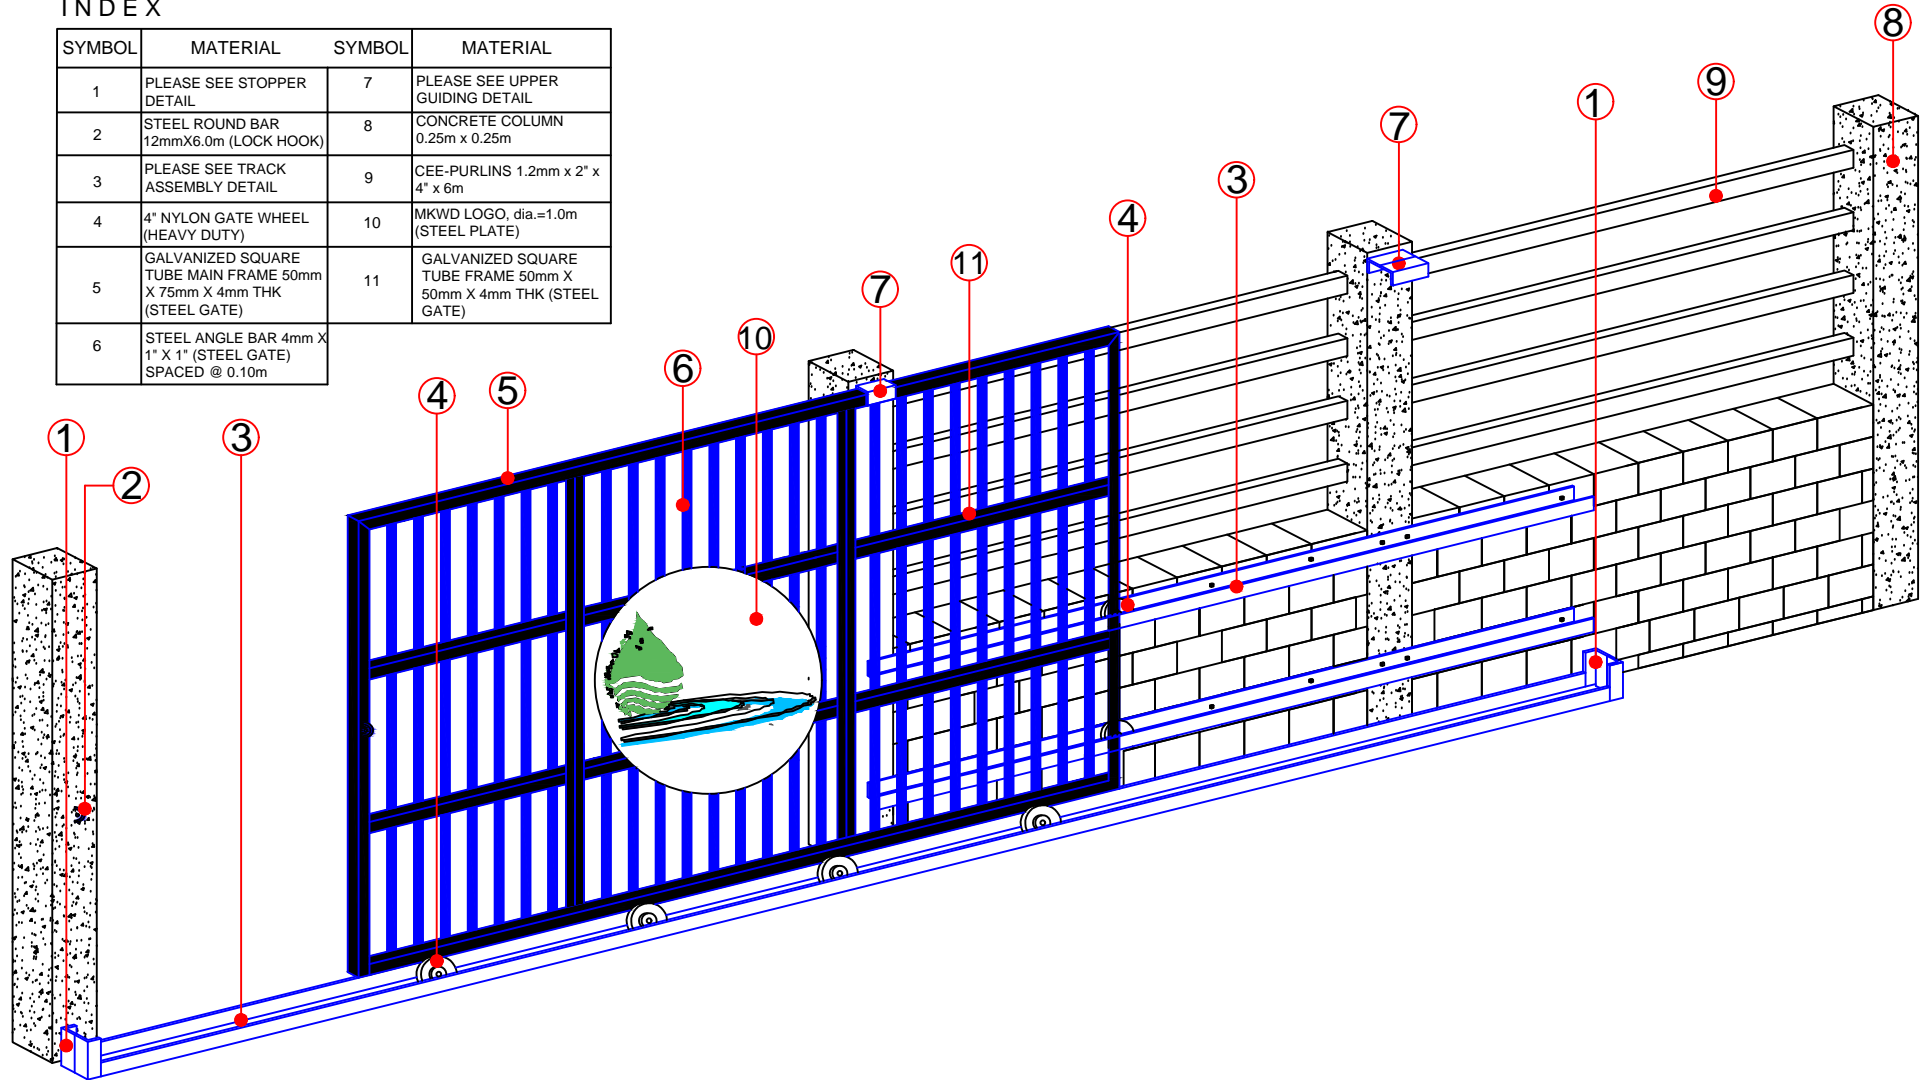 INDEX
SYMBOL MATERIAL SYMBOL MATERIAL
1 PLEASE SEE STOPPER
DETAIL
7 PLEASE SEE UPPER
GUIDING DETAIL
2 STEEL ROUND BAR
12mmX6.0m (LOCK HOOK)
8 CONCRETE COLUMN
0.25m x 0.25m
3 PLEASE SEE TRACK
ASSEMBLY DETAIL
9 CEE-PURLINS 1.2mm x 2" x
4" x 6m
4 4" NYLON GATE WHEEL
(HEAVY DUTY)
10 MKWD LOGO, dia.=1.0m
(STEEL PLATE)
5 GALVANIZED SQUARE
TUBE MAIN FRAME 50mm
X 75mm X 4mm THK
(STEEL GATE)
11 GALVANIZED SQUARE
TUBE FRAME 50mm X
50mm X 4mm THK (STEEL
GATE)
6 STEEL ANGLE BAR 4mm X
1" X 1" (STEEL GATE)
SPACED @ 0.10m
8
9
1
7
3
4
11
7
10
6
5
4
3
1
2